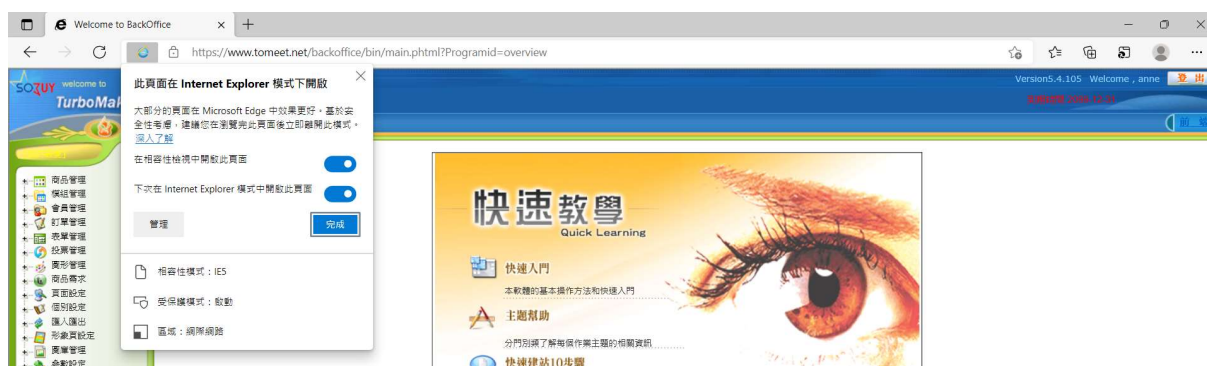 Welcome to BackOffice
https://www.tomeet.net/backoffice/bin/main.phtml?Programid=overview
SOZUY welcome to
TurboMa
Version5.4.105 Welcome , anne 登 出
此頁面在 Internet Explorer 模式下開啟
大部分的頁面在 Microsoft Edge 中效果更好。基於安
全性考慮，建議您在瀏覽完此頁面後立即離開此模式。
深入了解
在相容性檢視中開啟此頁面
下次在 Internet Explorer 模式中開啟此頁面
管理
完成
相容性模式：IE5
受保護模式：啟動
區域：網際網路
商品管理
模組管理
會員管理
訂單管理
表單管理
投票管理
廣形管理
商品需求
頁面設定
個別設定
匯入匯出
形象頁設定
廣庫管理
參數設定
快速教學
Quick Learning
快速入門
本軟體的基本操作方法和快速入門
主題幫助
分門別類了解每個作業主題的相關資訊
快速建站10步驟